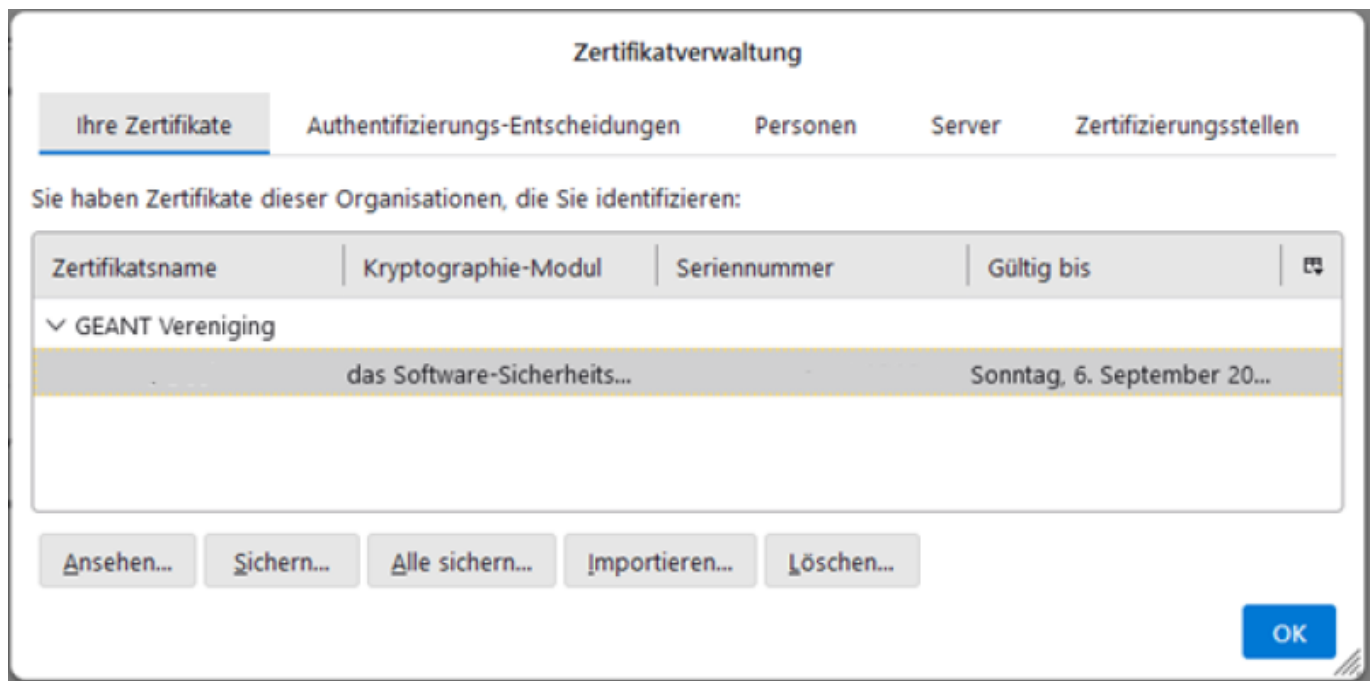 Zertifikatverwaltung
Ihre Zertifikate Authentifizierungs-Entscheidungen Personen Server Zertifizierungsstellen
Sie haben Zertifikate dieser Organisationen, die Sie identifizieren:
Zertifikatsname Kryptographie-Modul Seriennummer Gültig bis
GEANT Vereniging
das Software-Sicherheits... Sonntag, 6. September 20...
Ansehen... Sichern... Alle sichern... Importieren... Löschen...
OK